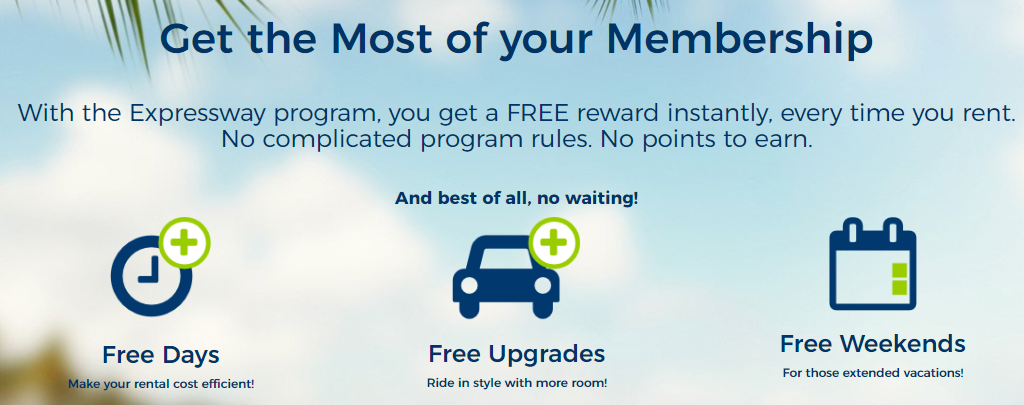 Get the Most of your Membership
With the Expressway program, you get a FREE reward instantly, every time you rent.
No complicated program rules. No points to earn.
And best of all, no waiting!
Free Days
Make your rental cost efficient!
Free Upgrades
Ride in style with more room!
Free Weekends
For those extended vacations!